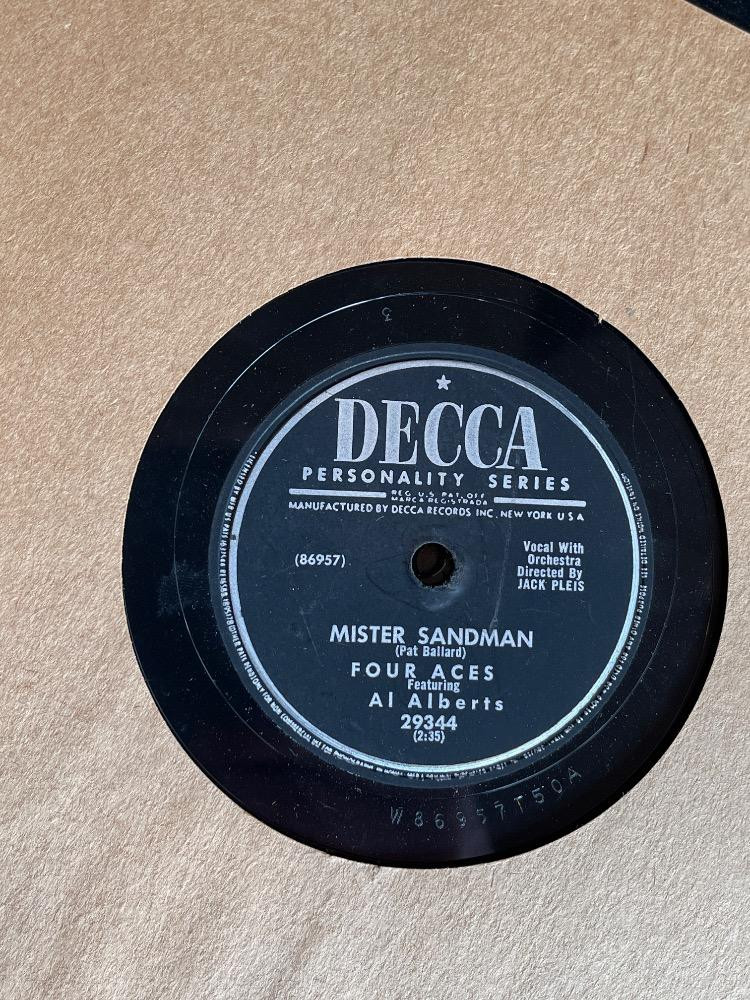 3
DECCA
PERSONALITY SERIES
REG. U.S. PAT. OFF.
MARCA REGISTRADA
MANUFACTURED BY DECCA RECORDS INC., NEW YORK U S A
(86957)
Vocal With
Orchestra
Directed By
JACK PLEIS
MISTER SANDMAN
(Pat Ballard)
FOUR ACES
Featuring
Al Alberts
29344
(2:35)
W86957T50A